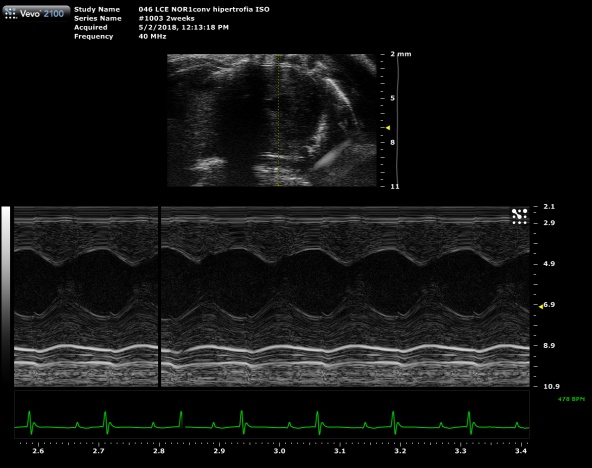 Vevo 2100
Study Name 046 LCE NOR1conv hipertrofia ISO
Series Name #1003 2weeks
Acquired 5/2/2018, 12:13:18 PM
Frequency 40 MHz
2 mm
5
8
11
2.1
2.9
4.9
6.9
8.9
10.9
478 BPM
2.6 2.7 2.8 2.9 3.0 3.1 3.2 3.3 3.4